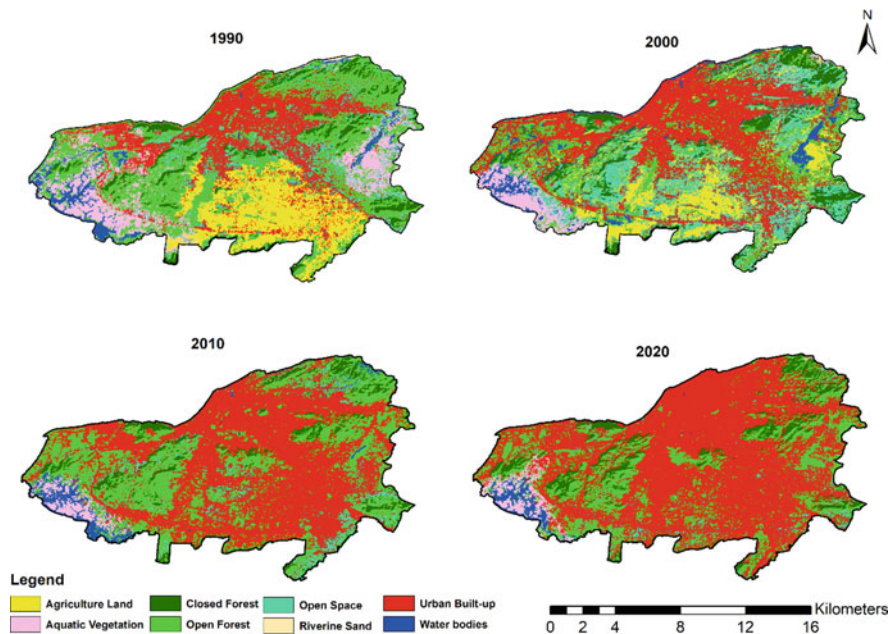 1990
2000
N
2010
2020
Legend
Agriculture Land Closed Forest Open Space Urban Built-up
Aquatic Vegetation Open Forest Riverine Sand Water bodies
Kilometers
0 2 4 8 12 16